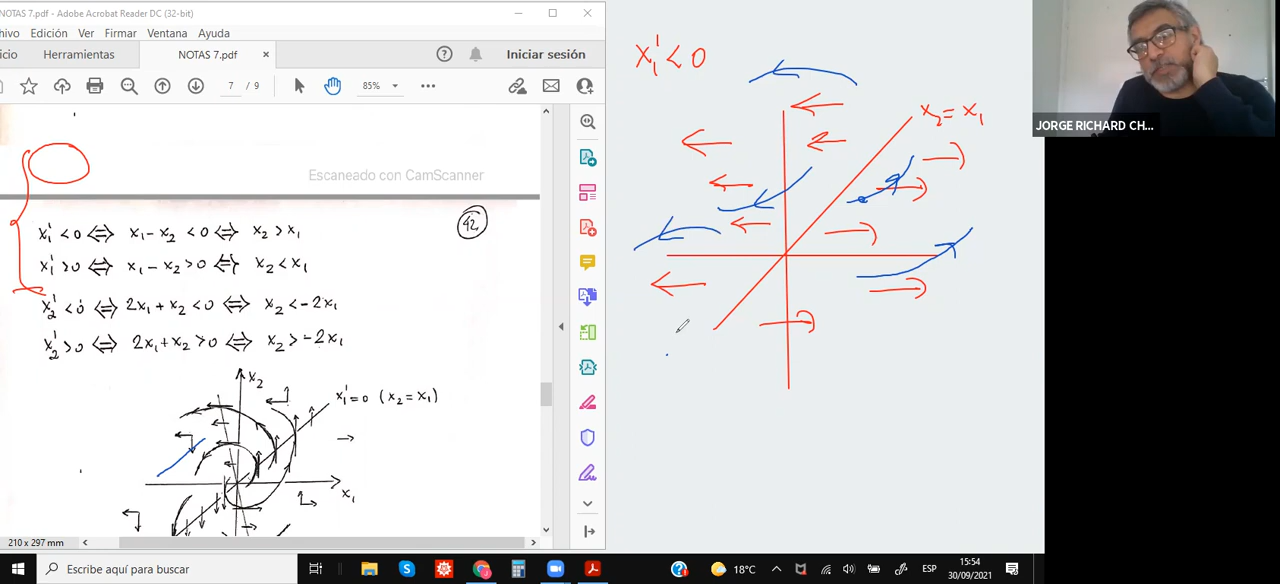 NOTAS 7.pdf - Adobe Acrobat Reader DC (32-bit)
hivo Edición Ver Firmar Ventana Ayuda
icio Herramientas NOTAS 7.pdf × Iniciar sesión
7 / 9 85%
Escaneado con CamScanner
42
x₁' < 0 ⟺ x₁ - x₂ < 0 ⟺ x₂ > x₁
x₁' > 0 ⟺ x₁ - x₂ > 0 ⟺ x₂ < x₁
x₂' < 0 ⟺ 2x₁ + x₂ < 0 ⟺ x₂ < -2x₁
x₂' > 0 ⟺ 2x₁ + x₂ > 0 ⟺ x₂ > -2x₁
x₂
x₁' = 0 (x₂ = x₁)
x₁
210 x 297 mm
x₁' < 0
x₂ = x₁
JORGE RICHARD CH...
Escribe aquí para buscar
18°C
ESP
15:54
30/09/2021